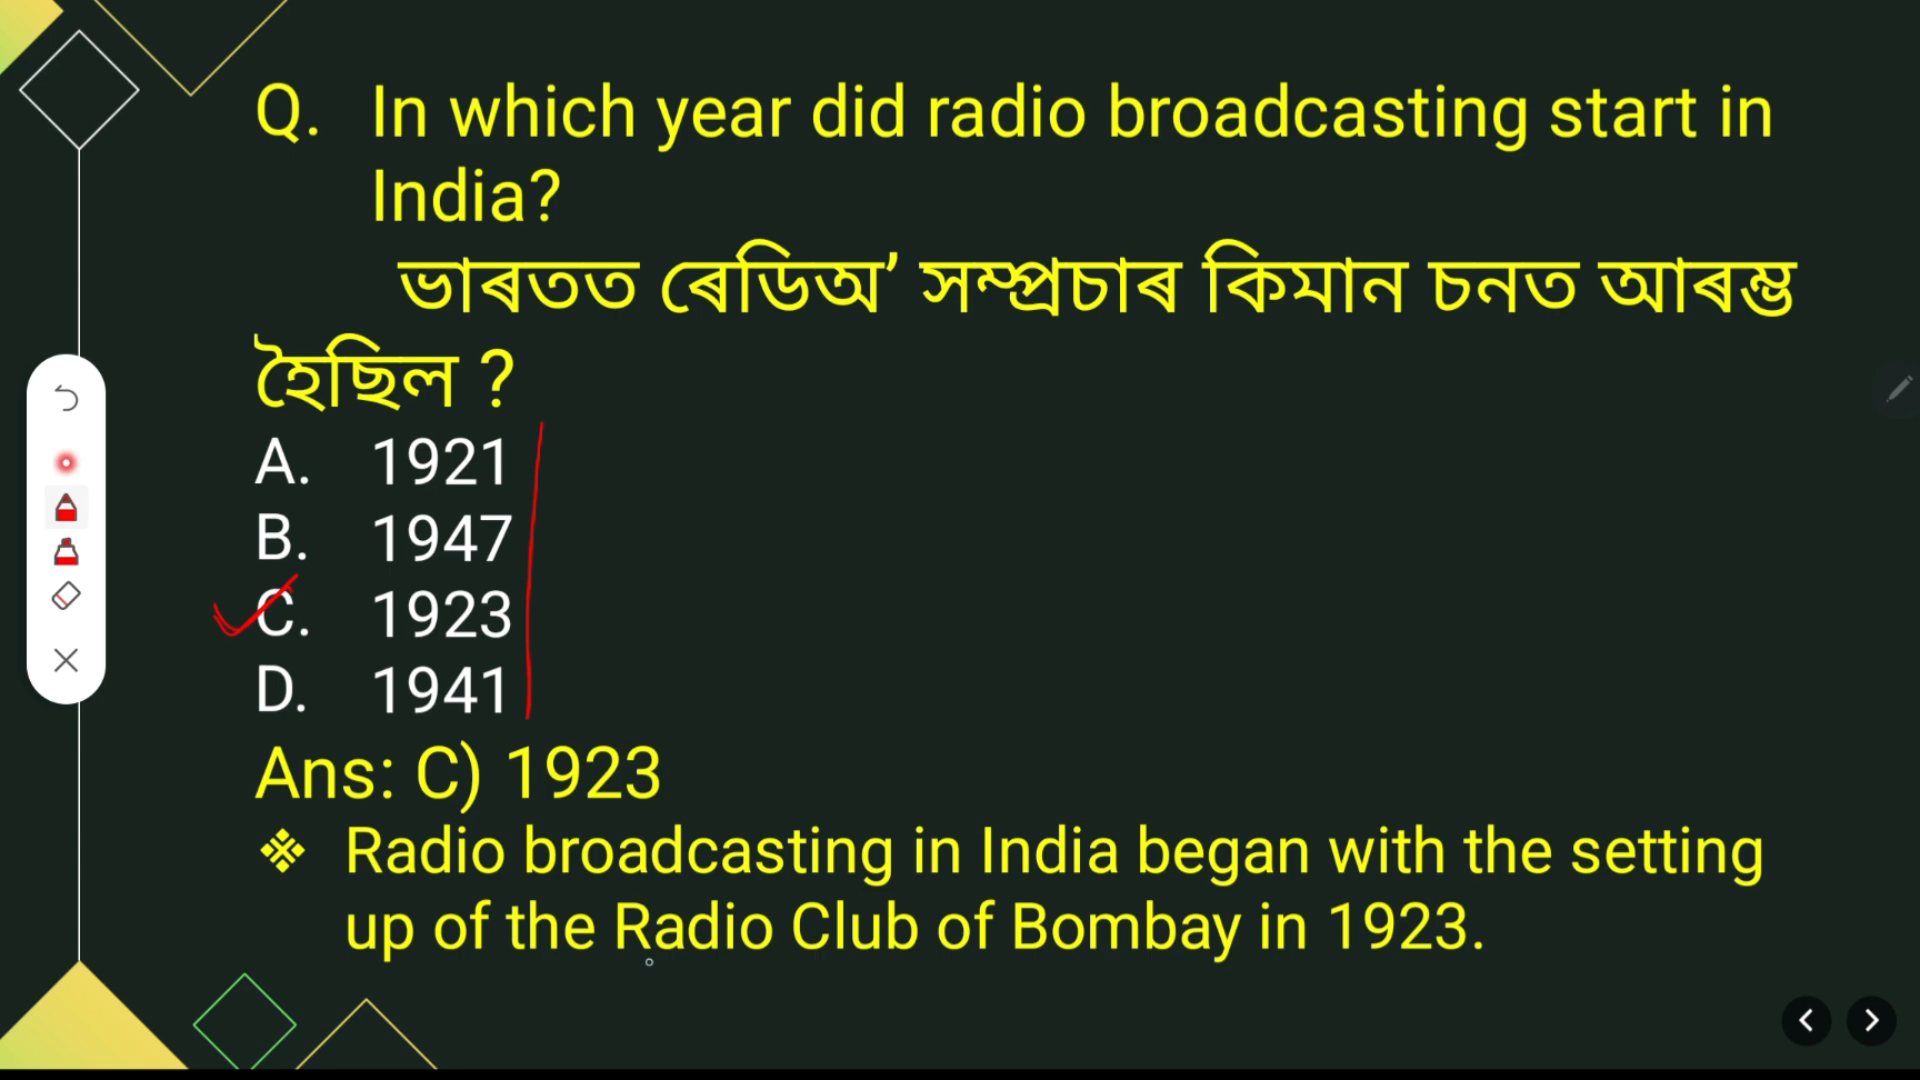 Q. In which year did radio broadcasting start in
India?
ভাৰতত ৰেডিঅ’ সম্প্ৰচাৰ কিমান চনত আৰম্ভ
হৈছিল ?
A. 1921
B. 1947
C. 1923
D. 1941
Ans: C) 1923
❖ Radio broadcasting in India began with the setting
up of the Radio Club of Bombay in 1923.